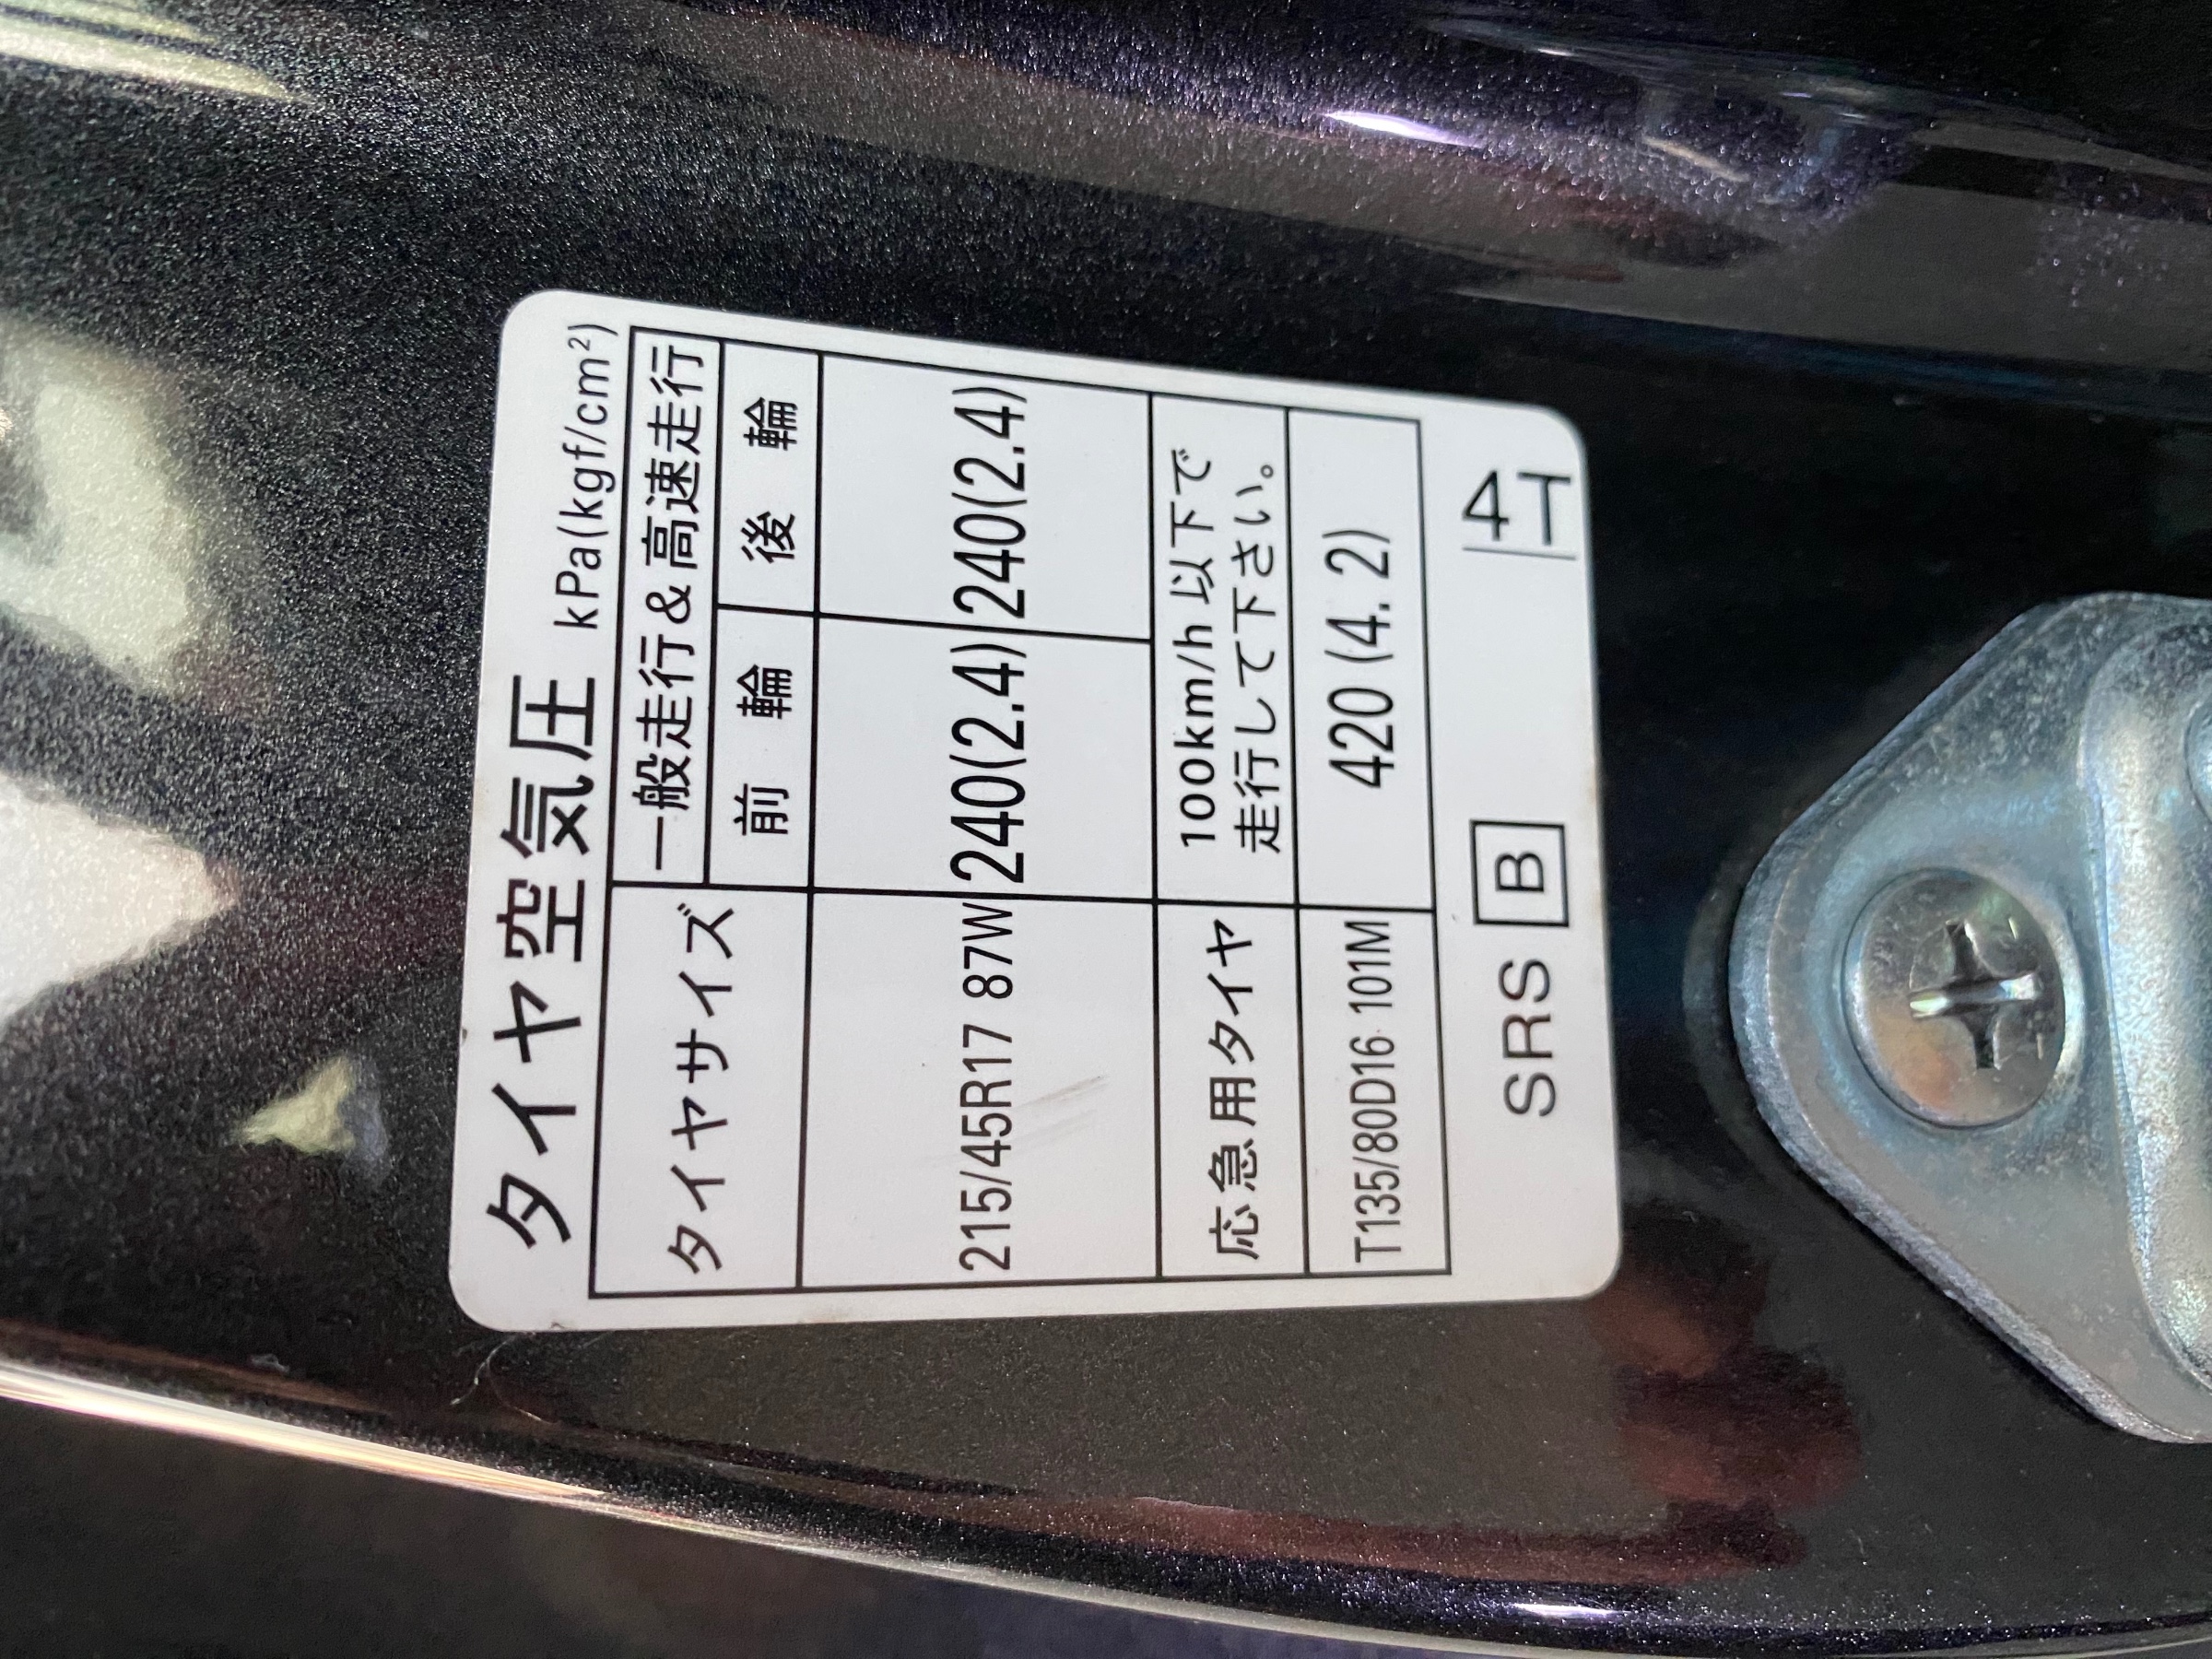 タイヤ空気圧 kPa(kgf/cm²)
タイヤサイズ 一般走行&高速走行
前輪 後輪
215/45R17 87W 240(2.4) 240(2.4)
応急用タイヤ 100km/h以下で
走行して下さい。
T135/80D16 101M 420 (4.2)
SRS B 4T